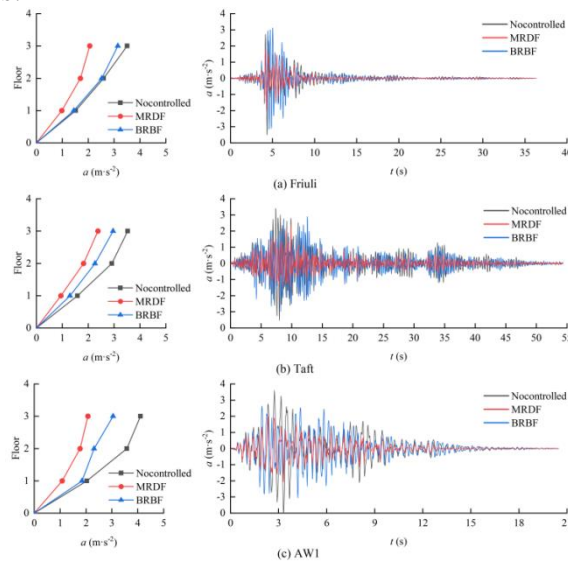 4
3
2
1
0
Floor
0 1 2 3 4 5
a (m·s⁻²)
Nocontrolled
MRDF
BRBF
3
2
1
0
-1
-2
-3
a (m·s⁻²)
0 5 10 15 20 25 30 35 40
t (s)
Nocontrolled
MRDF
BRBF
(a) Friuli
4
3
2
1
0
Floor
0 1 2 3 4 5
a (m·s⁻²)
Nocontrolled
MRDF
BRBF
4
3
2
1
0
-1
-2
-3
-4
a (m·s⁻²)
0 5 10 15 20 25 30 35 40 45 50 55
t (s)
Nocontrolled
MRDF
BRBF
(b) Taft
4
3
2
1
0
Floor
0 1 2 3 4 5
a (m·s⁻²)
Nocontrolled
MRDF
BRBF
4
3
2
1
0
-1
-2
-3
a (m·s⁻²)
0 3 6 9 12 15 18
t (s)
Nocontrolled
MRDF
BRBF
(c) AW1